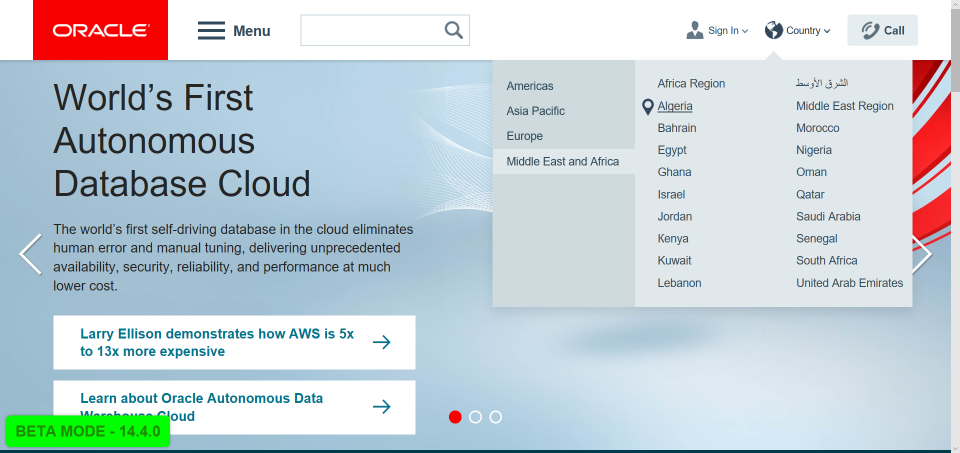 ORACLE
Menu
Sign In
Country
Call
World's First
Autonomous
Database Cloud
The world's first self-driving database in the cloud eliminates
human error and manual tuning, delivering unprecedented
availability, security, reliability, and performance at much
lower cost.
Larry Ellison demonstrates how AWS is 5x
to 13x more expensive
Learn about Oracle Autonomous Data
Warehouse Cloud
Americas
Asia Pacific
Europe
Middle East and Africa
Africa Region
Algeria
Bahrain
Egypt
Ghana
Israel
Jordan
Kenya
Kuwait
Lebanon
الشرق الأوسط
Middle East Region
Morocco
Nigeria
Oman
Qatar
Saudi Arabia
Senegal
South Africa
United Arab Emirates
BETA MODE - 14.4.0